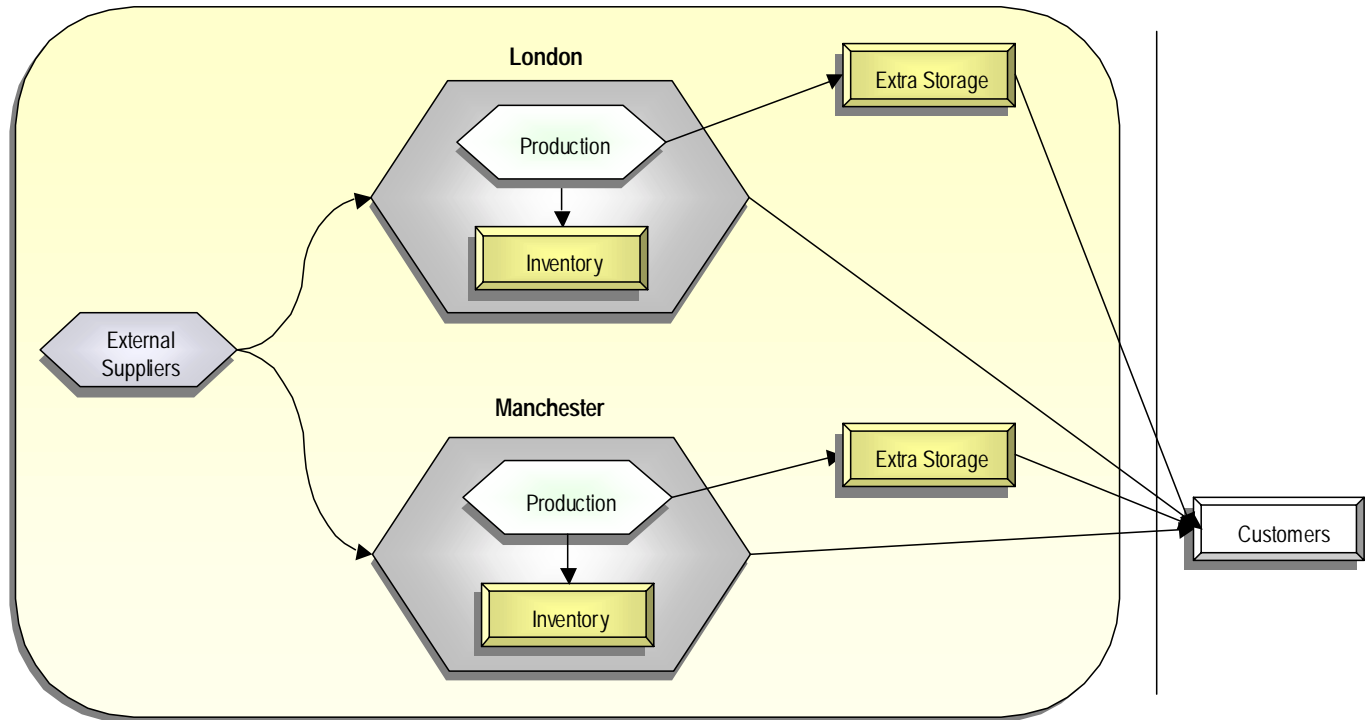 London
Extra Storage
Production
Inventory
External
Suppliers
Manchester
Extra Storage
Production
Customers
Inventory